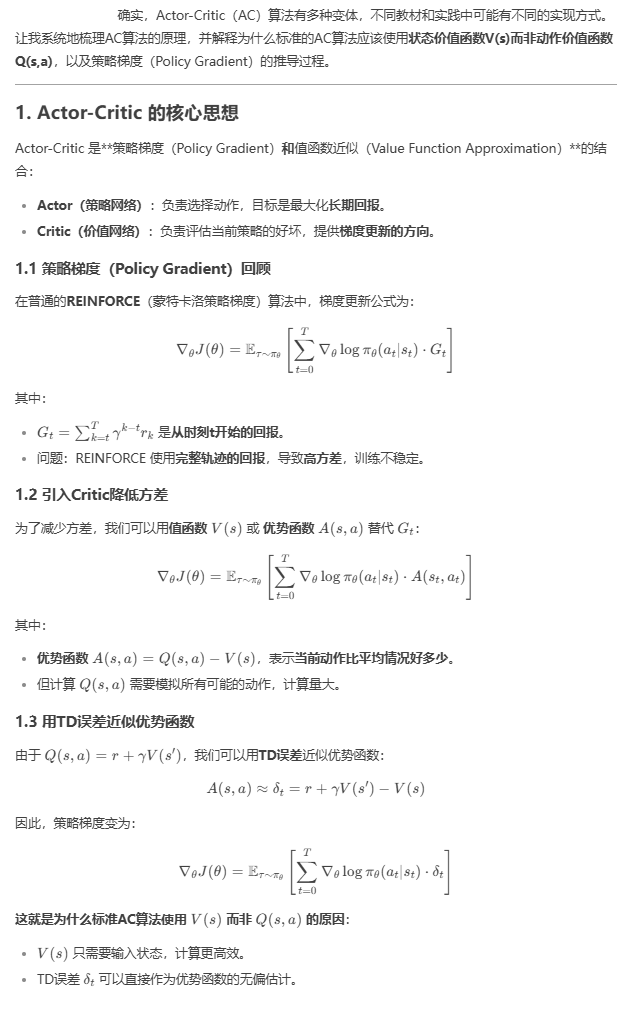 确实，Actor-Critic（AC）算法有多种变体，不同教材和实践中可能有不同的实现方式。
让我系统地梳理AC算法的原理，并解释为什么标准的AC算法应该使用状态价值函数V(s)而非动作价值函数
Q(s,a)，以及策略梯度（Policy Gradient）的推导过程。
1. Actor-Critic 的核心思想
Actor-Critic 是**策略梯度（Policy Gradient）和值函数近似（Value Function Approximation）**的结
合：
• Actor（策略网络）：负责选择动作，目标是最大化长期回报。
• Critic（价值网络）：负责评估当前策略的好坏，提供梯度更新的方向。
1.1 策略梯度（Policy Gradient）回顾
在普通的REINFORCE（蒙特卡洛策略梯度）算法中，梯度更新公式为：
$$\nabla_\theta J(\theta) = \mathbb{E}_{\tau \sim \pi_\theta} \left[ \sum_{t=0}^{T} \nabla_\theta \log \pi_\theta(a_t|s_t) \cdot G_t \right]$$
其中：
• $G_t = \sum_{k=t}^{T} \gamma^{k-t} r_k$ 是从时刻t开始的回报。
• 问题：REINFORCE 使用完整轨迹的回报，导致高方差，训练不稳定。
1.2 引入Critic降低方差
为了减少方差，我们可以用值函数 $V(s)$ 或 优势函数 $A(s,a)$ 替代 $G_t$：
$$\nabla_\theta J(\theta) = \mathbb{E}_{\tau \sim \pi_\theta} \left[ \sum_{t=0}^{T} \nabla_\theta \log \pi_\theta(a_t|s_t) \cdot A(s_t, a_t) \right]$$
其中：
• 优势函数 $A(s,a) = Q(s,a) - V(s)$，表示当前动作比平均情况好多少。
• 但计算 $Q(s,a)$ 需要模拟所有可能的动作，计算量大。
1.3 用TD误差近似优势函数
由于 $Q(s,a) = r + \gamma V(s')$，我们可以用TD误差近似优势函数：
$$A(s,a) \approx \delta_t = r + \gamma V(s') - V(s)$$
因此，策略梯度变为：
$$\nabla_\theta J(\theta) = \mathbb{E}_{\tau \sim \pi_\theta} \left[ \sum_{t=0}^{T} \nabla_\theta \log \pi_\theta(a_t|s_t) \cdot \delta_t \right]$$
这就是为什么标准AC算法使用 $V(s)$ 而非 $Q(s,a)$ 的原因：
• $V(s)$ 只需要输入状态，计算更高效。
• TD误差 $\delta_t$ 可以直接作为优势函数的无偏估计。